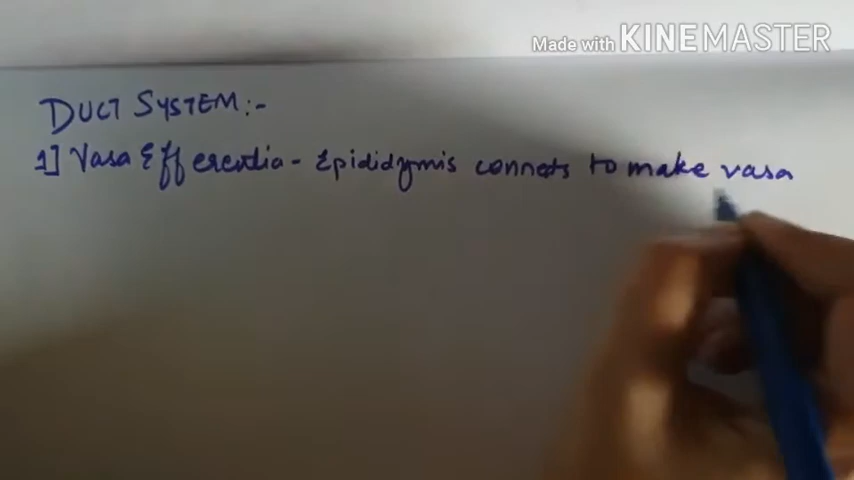 Made with KINEMASTER
DUCT SYSTEM:-
1] Vasa Efferentia - Epididymis connets to make vasa